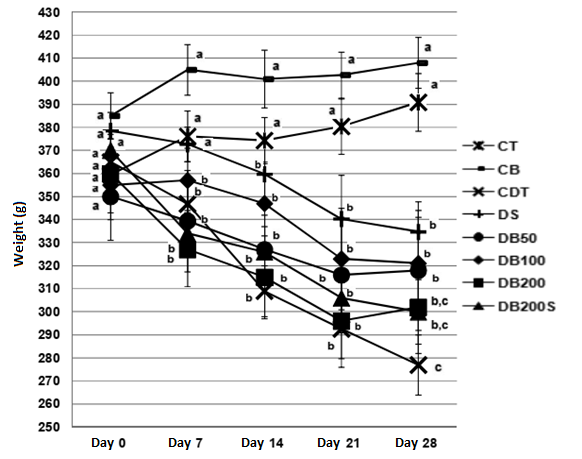 430
420
410
400
390
380
370
360
350
340
330
320
310
300
290
280
270
260
250
Weight (g)
Day 0 Day 7 Day 14 Day 21 Day 28
a a a a a
a a a a a
a a a a a
b b b b
b b b b
b b b b
b b b b
b b b b,c
b b b,c
c
CT
CB
CDT
DS
DB50
DB100
DB200
DB200S